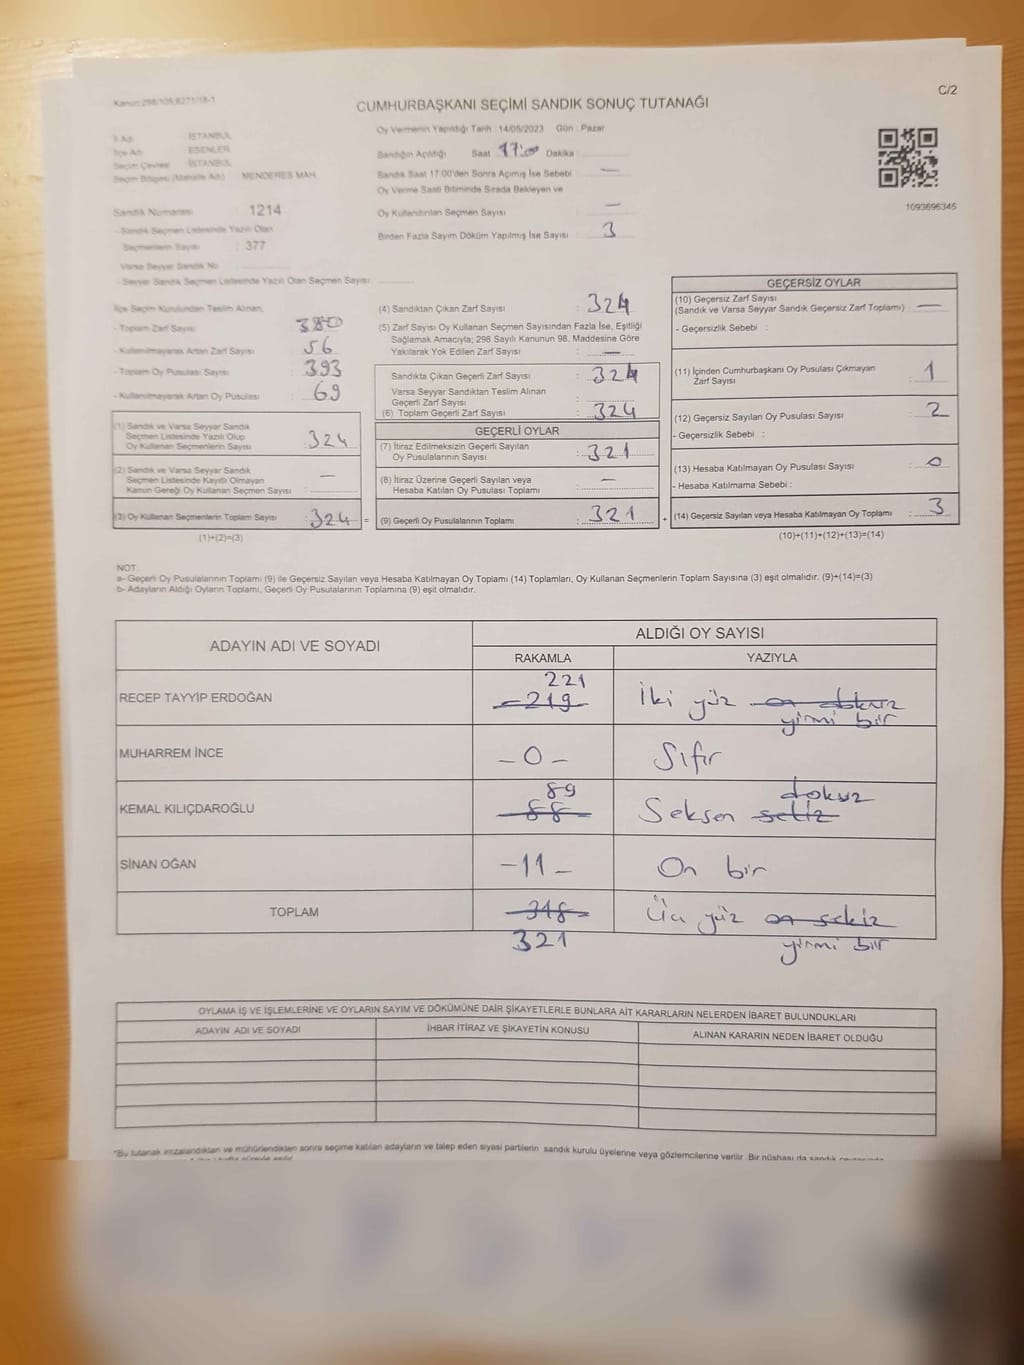 Kanun:298/105,6271/18-1
C/2
CUMHURBAŞKANI SEÇİMİ SANDIK SONUÇ TUTANAĞI
Oy Vermenin Yapıldığı Tarih : 14/05/2023 Gün : Pazar
İl Adı : İSTANBUL
İlçe Adı : ESENLER
Seçim Çevresi : İSTANBUL
Seçim Bölgesi (Mahalle Adı) : MENDERES MAH.
Sandığın Açıldığı Saat 17:00 Dakika
Sandık Saat 17.00'den Sonra Açımış İse Sebebi : —
Oy Verme Saati Bitiminde Sırada Bekleyen ve
Oy Kullandırılan Seçmen Sayısı : —
Birden Fazla Sayım Döküm Yapılmış İse Sayısı : 3
1093696345
Sandık Numarası : 1214
- Sandık Seçmen Listesinde Yazılı Olan
Seçmenlerin Sayısı : 377
Varsa Seyyar Sandık No :
- Seyyar Sandık Seçmen Listesinde Yazılı Olan Seçmen Sayısı:
İlçe Seçim Kurulundan Teslim Alınan;
- Toplam Zarf Sayısı : 380
- Kullanılmayarak Artan Zarf Sayısı : 56
- Toplam Oy Pusulası Sayısı : 393
- Kullanılmayarak Artan Oy Pusulası : 69
(1) Sandık ve Varsa Seyyar Sandık
Seçmen Listesinde Yazılı Olup
Oy Kullanan Seçmenlerin Sayısı : 324
(2) Sandık ve Varsa Seyyar Sandık
Seçmen Listesinde Kayıtlı Olmayan
Kanun Gereği Oy Kullanan Seçmen Sayısı : —
(3) Oy Kullanan Seçmenlerin Toplam Sayısı : 324 =
(1)+(2)=(3)
(4) Sandıktan Çıkan Zarf Sayısı : 324
(5) Zarf Sayısı Oy Kullanan Seçmen Sayısından Fazla İse, Eşitliği
Sağlamak Amacıyla; 298 Sayılı Kanunun 98. Maddesine Göre
Yakılarak Yok Edilen Zarf Sayısı : —
Sandıkta Çıkan Geçerli Zarf Sayısı : 324
Varsa Seyyar Sandıktan Teslim Alınan
Geçerli Zarf Sayısı :
(6) Toplam Geçerli Zarf Sayısı : 324
GEÇERLİ OYLAR
(7) İtiraz Edilmeksizin Geçerli Sayılan
Oy Pusulalarının Sayısı : 321
(8) İtiraz Üzerine Geçerli Sayılan veya
Hesaba Katılan Oy Pusulası Toplamı : —
(9) Geçerli Oy Pusulalarının Toplamı : 321 +
GEÇERSİZ OYLAR
(10) Geçersiz Zarf Sayısı
(Sandık ve Varsa Seyyar Sandık Geçersiz Zarf Toplamı) : —
- Geçersizlik Sebebi :
(11) İçinden Cumhurbaşkanı Oy Pusulası Çıkmayan
Zarf Sayısı : 1
(12) Geçersiz Sayılan Oy Pusulası Sayısı : 2
- Geçersizlik Sebebi :
(13) Hesaba Katılmayan Oy Pusulası Sayısı : 0
- Hesaba Katılmama Sebebi :
(14) Geçersiz Sayılan veya Hesaba Katılmayan Oy Toplamı : 3
(10)+(11)+(12)+(13)=(14)
NOT:
a- Geçerli Oy Pusulalarının Toplamı (9) ile Geçersiz Sayılan veya Hesaba Katılmayan Oy Toplamı (14) Toplamları, Oy Kullanan Seçmenlerin Toplam Sayısına (3) eşit olmalıdır. (9)+(14)=(3)
b- Adayların Aldığı Oyların Toplamı, Geçerli Oy Pusulalarının Toplamına (9) eşit olmalıdır.
ADAYIN ADI VE SOYADI
ALDIĞI OY SAYISI
RAKAMLA YAZIYLA
221
RECEP TAYYİP ERDOĞAN -219- İki yüz on dokuz
yirmi bir
MUHARREM İNCE -0- Sıfır
89 dokuz
KEMAL KILIÇDAROĞLU 88 Seksen sekiz
SİNAN OĞAN -11- On bir
TOPLAM 318 Üç yüz on sekiz
321 yirmi bir
OYLAMA İŞ VE İŞLEMLERİNE VE OYLARIN SAYIM VE DÖKÜMÜNE DAİR ŞİKAYETLERLE BUNLARA AİT KARARLARIN NELERDEN İBARET BULUNDUKLARI
ADAYIN ADI VE SOYADI İHBAR İTİRAZ VE ŞİKAYETİN KONUSU ALINAN KARARIN NEDEN İBARET OLDUĞU
*Bu tutanak imzalandıktan ve mühürlendikten sonra seçime katılan adayların ve talep eden siyasi partilerin sandık kurulu üyelerine veya gözlemcilerine verilir. Bir nüshası da sandık